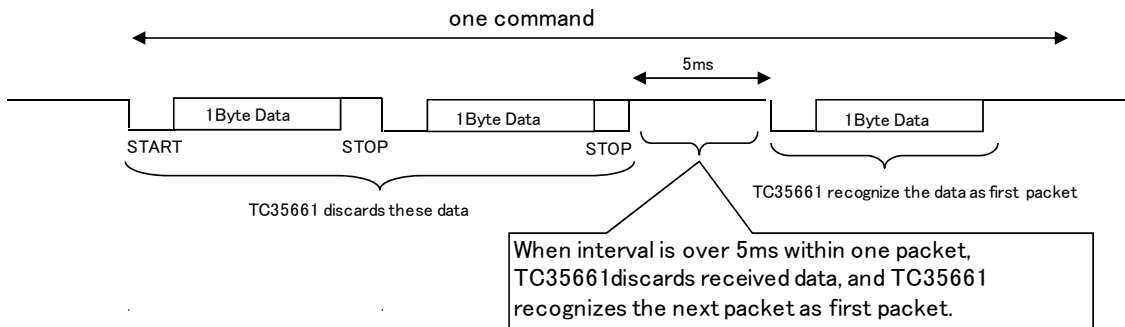 one command
5ms
1Byte Data
1Byte Data
1Byte Data
START
STOP
STOP
TC35661 discards these data
TC35661 recognize the data as first packet
When interval is over 5ms within one packet,
TC35661discards received data, and TC35661
recognizes the next packet as first packet.